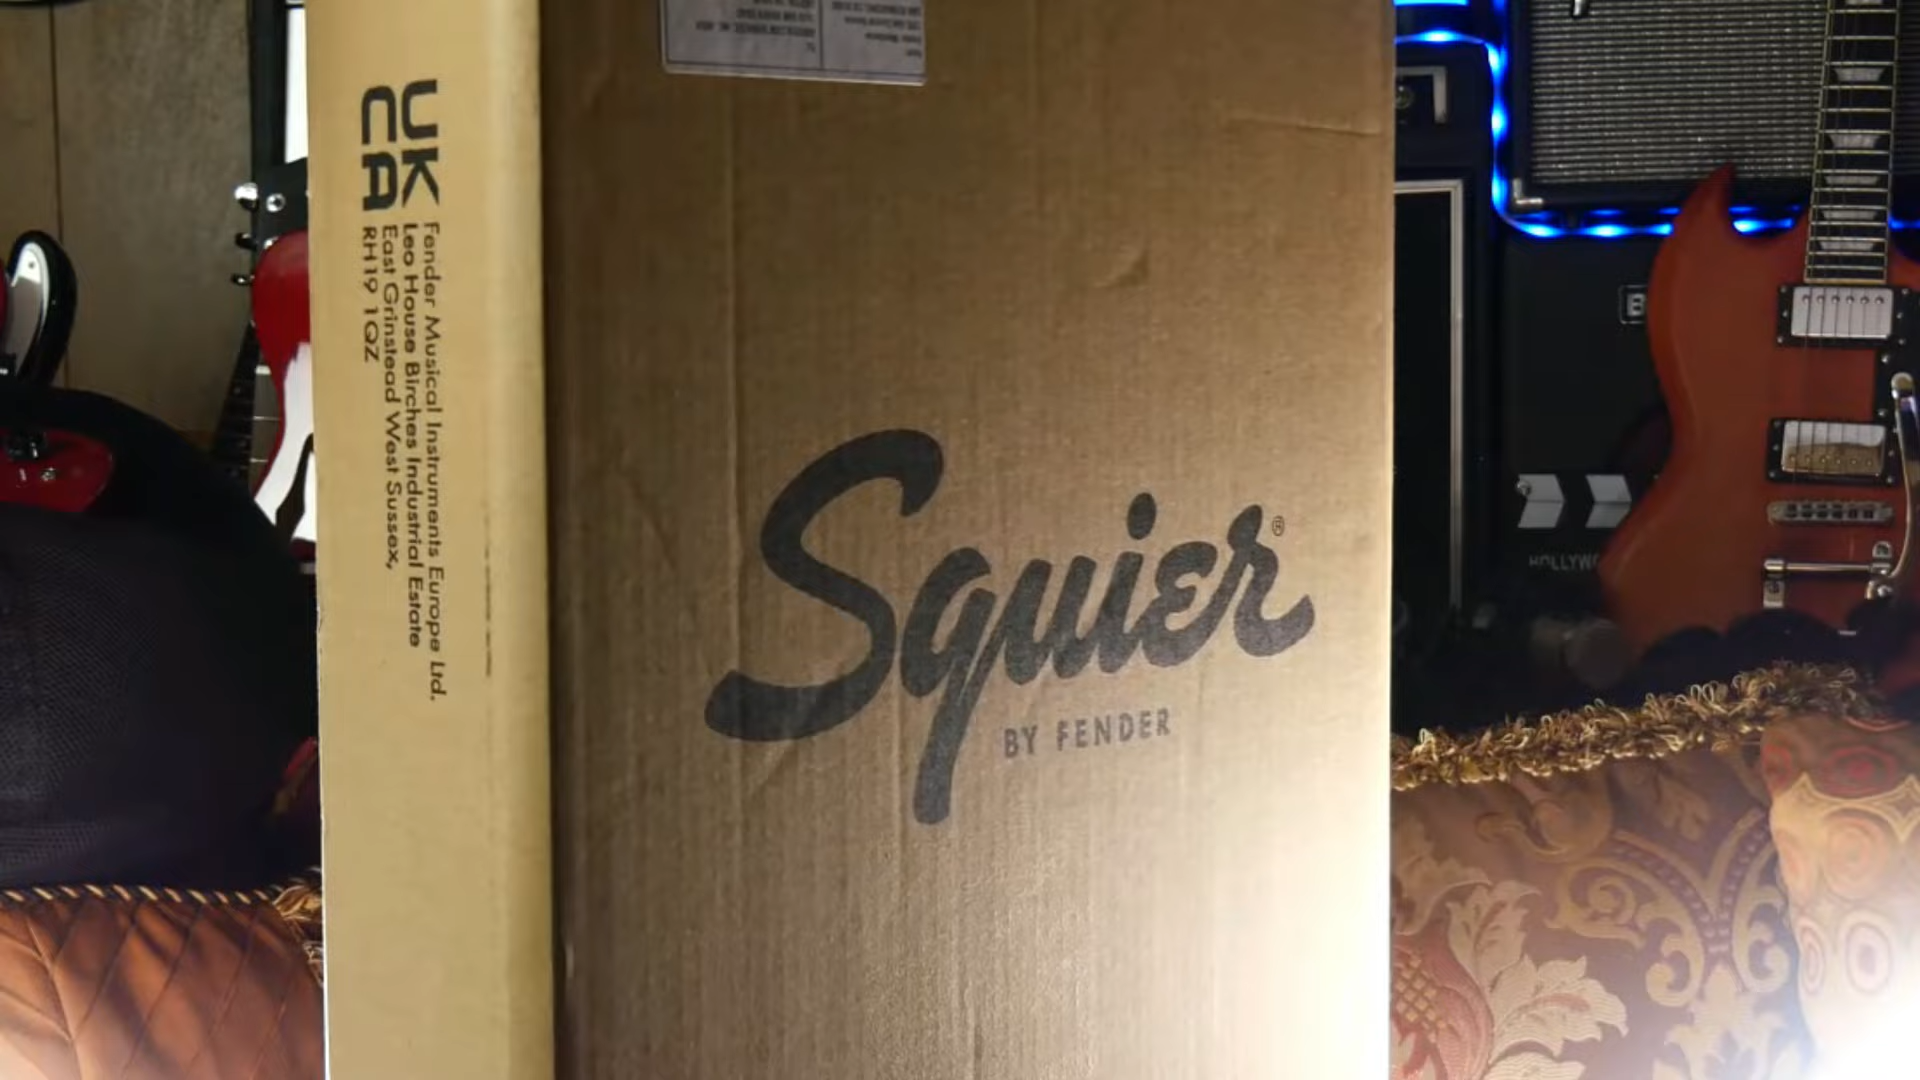 UK
CA
Fender Musical Instruments Europe Ltd.
Leo House Birches Industrial Estate
East Grinstead West Sussex,
RH19 1QZ
Squier®
BY FENDER
B
HOLLYWO